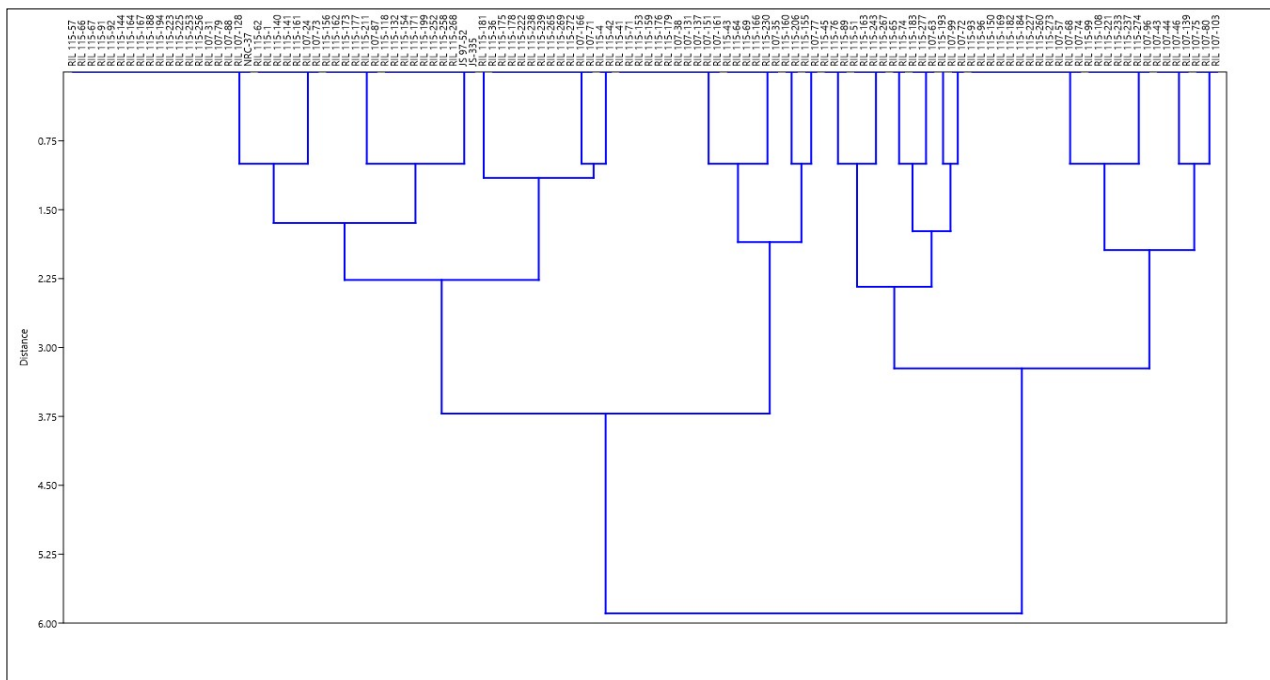 RIL 115-57
RIL 115-66
RIL 115-67
RIL 115-91
RIL 115-92
RIL 115-144
RIL 115-164
RIL 115-167
RIL 115-188
RIL 115-194
RIL 115-223
RIL 115-225
RIL 115-253
RIL 115-256
RIL 107-31
RIL 107-79
RIL 107-88
RIL 107-128
NRC-37
RIL 115-62
RIL 115-1
RIL 115-140
RIL 115-141
RIL 115-161
RIL 107-24
RIL 107-73
RIL 115-156
RIL 115-162
RIL 115-173
RIL 115-177
RIL 115-211
RIL 107-87
RIL 115-118
RIL 115-132
RIL 115-154
RIL 115-171
RIL 115-199
RIL 115-252
RIL 115-258
RIL 115-268
JS 97-52
JS-335
RIL 115-181
RIL 115-36
RIL 115-175
RIL 115-178
RIL 115-222
RIL 115-238
RIL 115-239
RIL 115-265
RIL 115-269
RIL 115-272
RIL 107-166
RIL 107-71
RIL 115-4
RIL 115-41
RIL 115-42
RIL 115-71
RIL 115-153
RIL 115-159
RIL 115-176
RIL 115-179
RIL 107-38
RIL 107-131
RIL 107-137
RIL 107-151
RIL 107-161
RIL 115-43
RIL 115-64
RIL 115-69
RIL 115-166
RIL 115-230
RIL 107-35
RIL 115-160
RIL 115-206
RIL 115-155
RIL 107-77
RIL 115-45
RIL 115-76
RIL 115-89
RIL 115-51
RIL 115-163
RIL 115-243
RIL 115-267
RIL 115-65
RIL 115-74
RIL 115-183
RIL 115-277
RIL 107-63
RIL 115-193
RIL 107-99
RIL 107-72
RIL 115-93
RIL 115-96
RIL 115-150
RIL 115-169
RIL 115-182
RIL 115-184
RIL 115-227
RIL 115-260
RIL 115-273
RIL 107-57
RIL 107-68
RIL 107-74
RIL 115-99
RIL 115-108
RIL 115-221
RIL 115-233
RIL 115-237
RIL 115-274
RIL 107-96
RIL 107-43
RIL 107-44
RIL 107-46
RIL 107-139
RIL 107-75
RIL 107-80
RIL 107-103
0.75
1.50
2.25
3.00
3.75
4.50
5.25
6.00
Distance